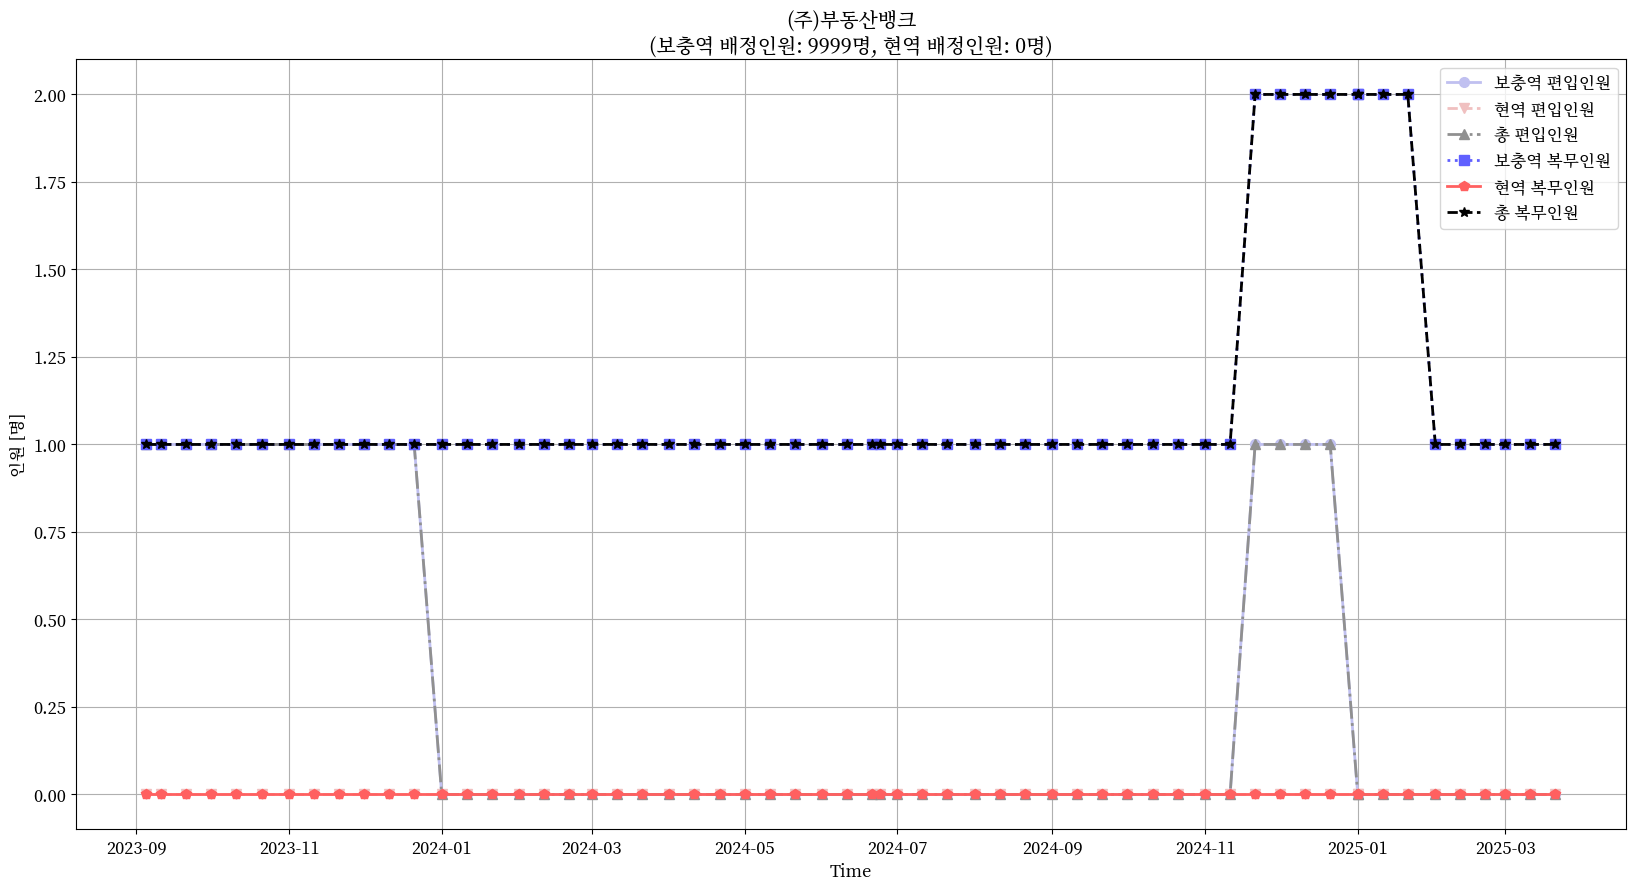 (주)부동산뱅크
(보충역 배정인원: 9999명, 현역 배정인원: 0명)
보충역 편입인원
현역 편입인원
총 편입인원
보충역 복무인원
현역 복무인원
총 복무인원
인원 [명]
2.00
1.75
1.50
1.25
1.00
0.75
0.50
0.25
0.00
2023-09
2023-11
2024-01
2024-03
2024-05
2024-07
2024-09
2024-11
2025-01
2025-03
Time